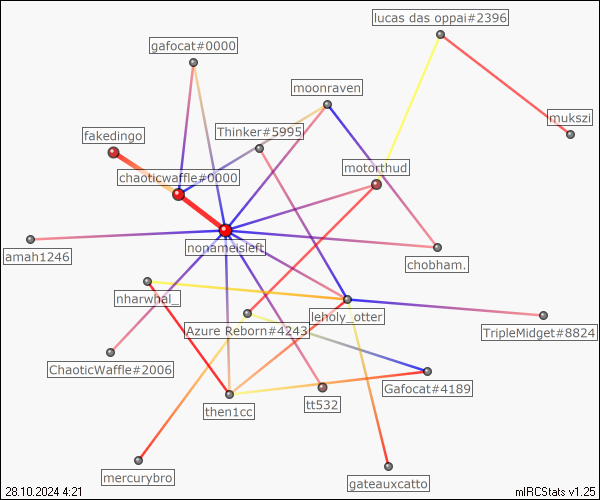 lucas das oppai#2396
gafocat#0000
moonraven
mukszi
fakedingo
Thinker#5995
motorthud
chaoticwaffle#0000
nonameisleft
amah1246
chobham.
nharwhal_
leholy_otter
Azure Reborn#4243
TripleMidget#8824
ChaoticWaffle#2006
Gafocat#4189
then1cc
tt532
mercurybro
gateauxcatto
28.10.2024 4:21
mIRCStats v1.25